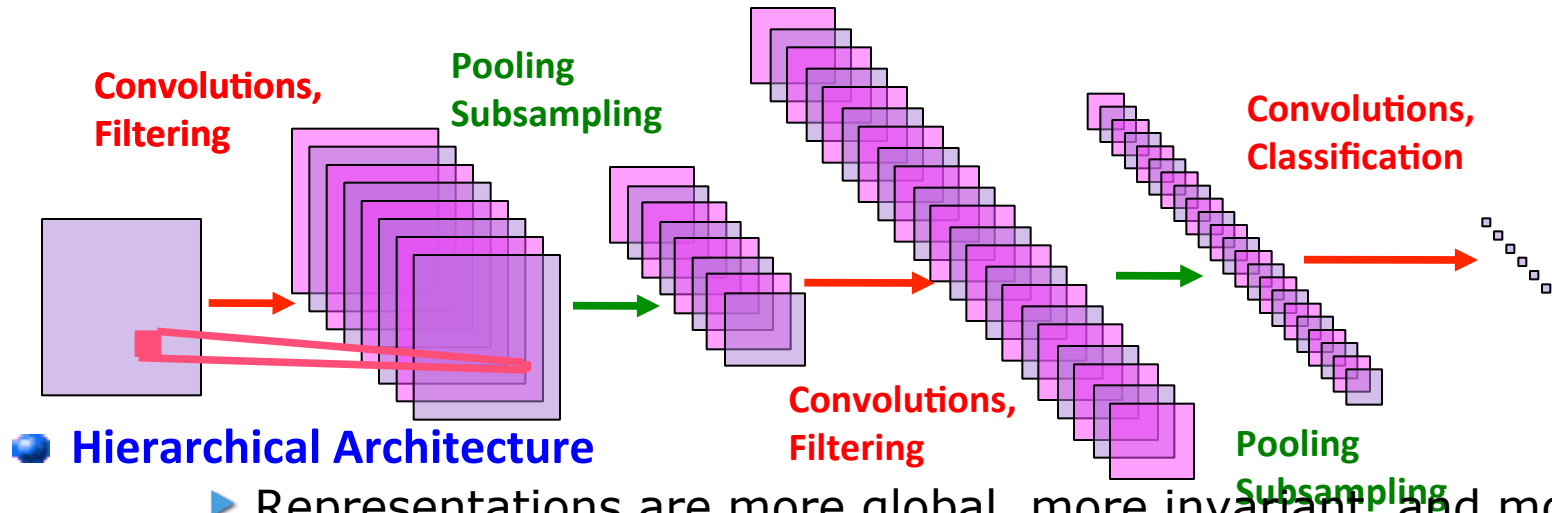 Convolutions,
Filtering
Pooling
Subsampling
Convolutions,
Classification
Convolutions,
Filtering
Pooling
Subsampling
Hierarchical Architecture
Representations are more global, more invariant, and mo